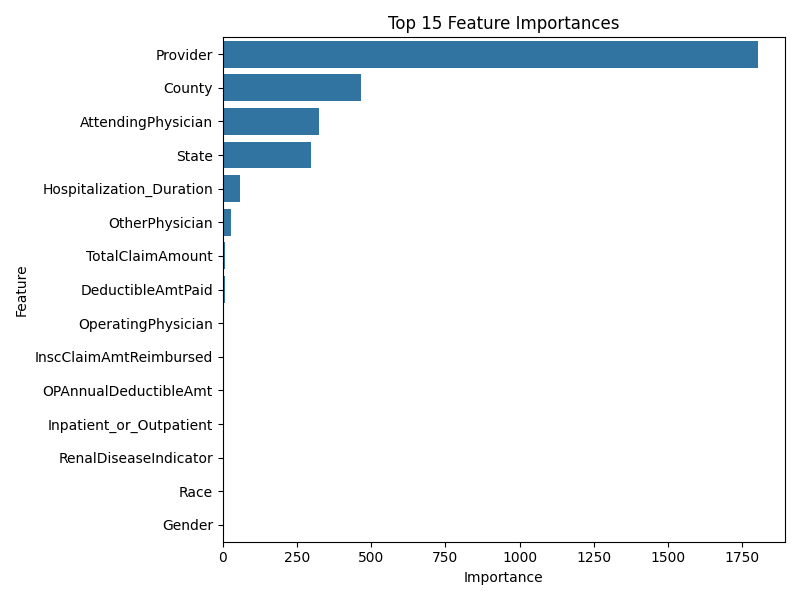 Top 15 Feature Importances
Provider
County
AttendingPhysician
State
Hospitalization_Duration
OtherPhysician
TotalClaimAmount
DeductibleAmtPaid
OperatingPhysician
InscClaimAmtReimbursed
OPAnnualDeductibleAmt
Inpatient_or_Outpatient
RenalDiseaseIndicator
Race
Gender
Feature
0 250 500 750 1000 1250 1500 1750
Importance